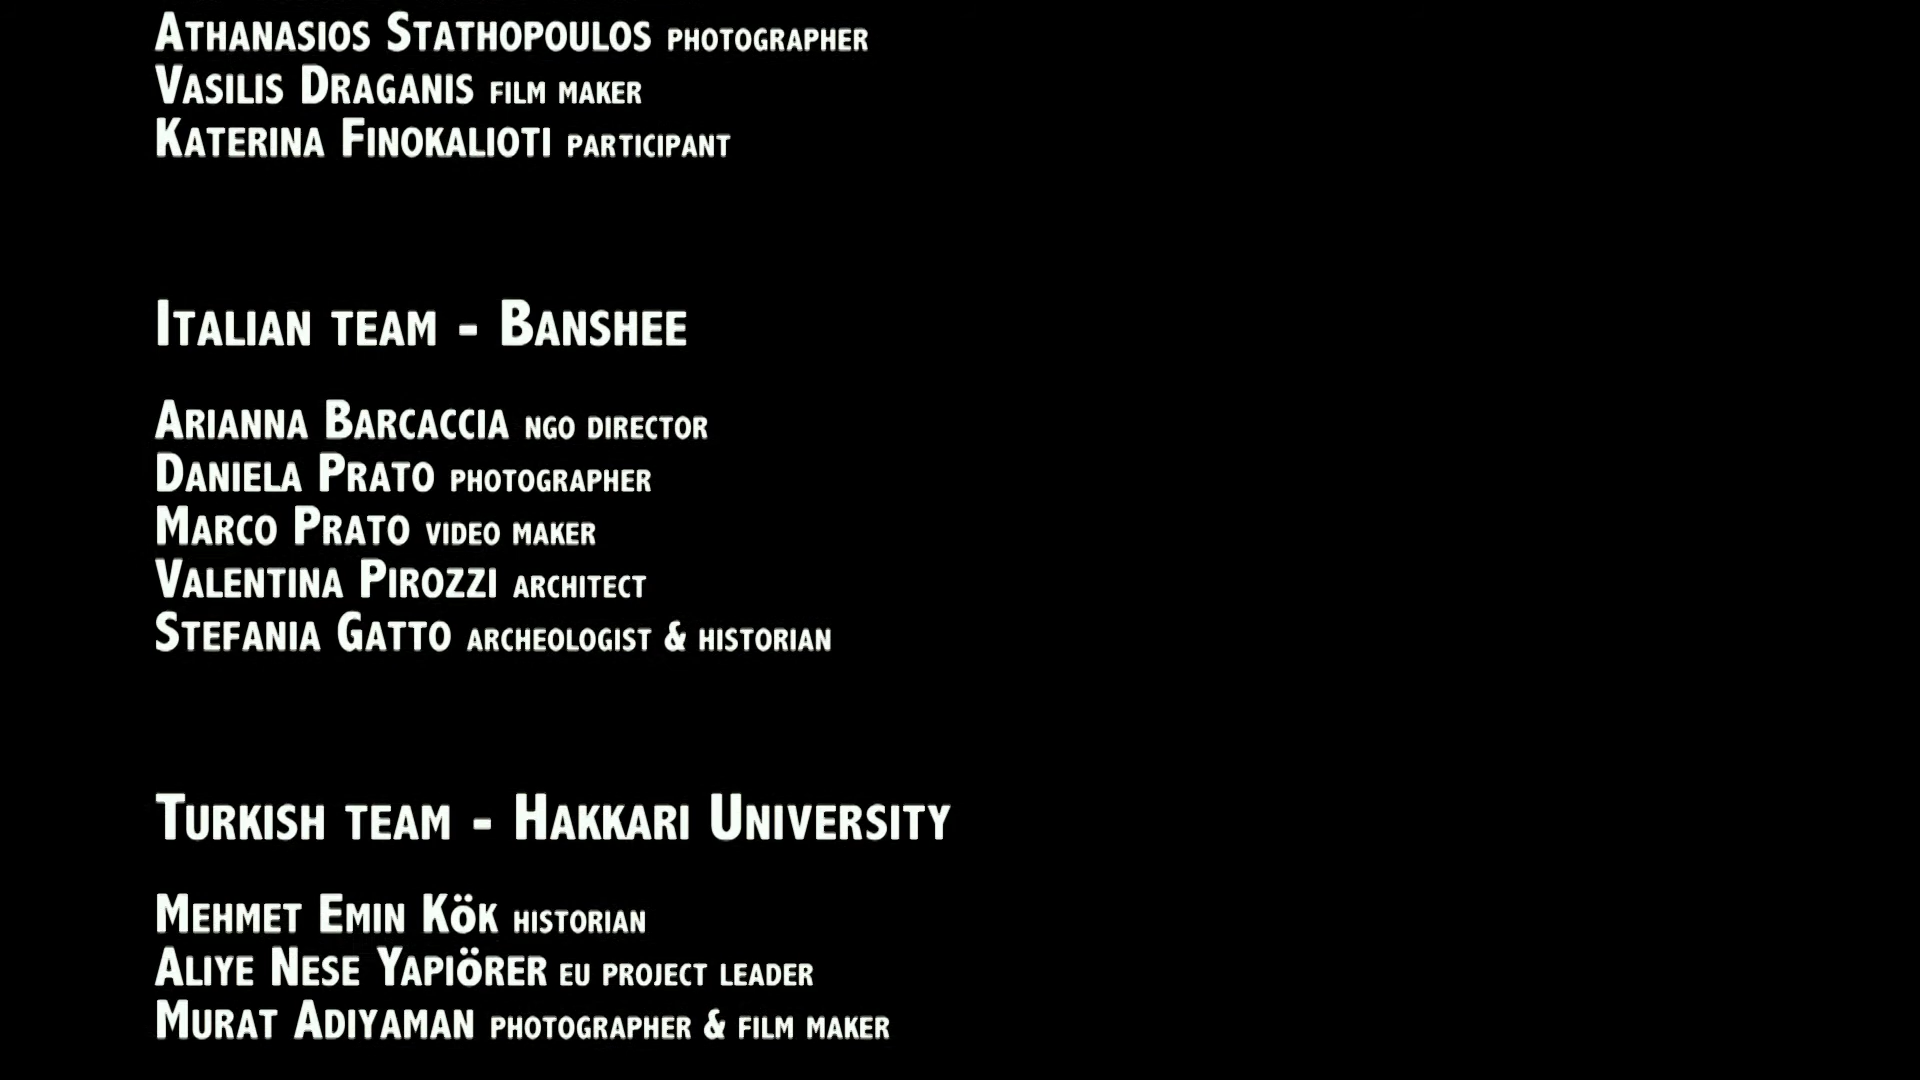 Athanasios Stathopoulos photographer
Vasilis Draganis film maker
Katerina Finokalioti participant
Italian team - Banshee
Arianna Barcaccia ngo director
Daniela Prato photographer
Marco Prato video maker
Valentina Pirozzi architect
Stefania Gatto archeologist & historian
Turkish team - Hakkari University
Mehmet Emin Kök historian
Aliye Nese Yapiörer eu project leader
Murat Adiyaman photographer & film maker